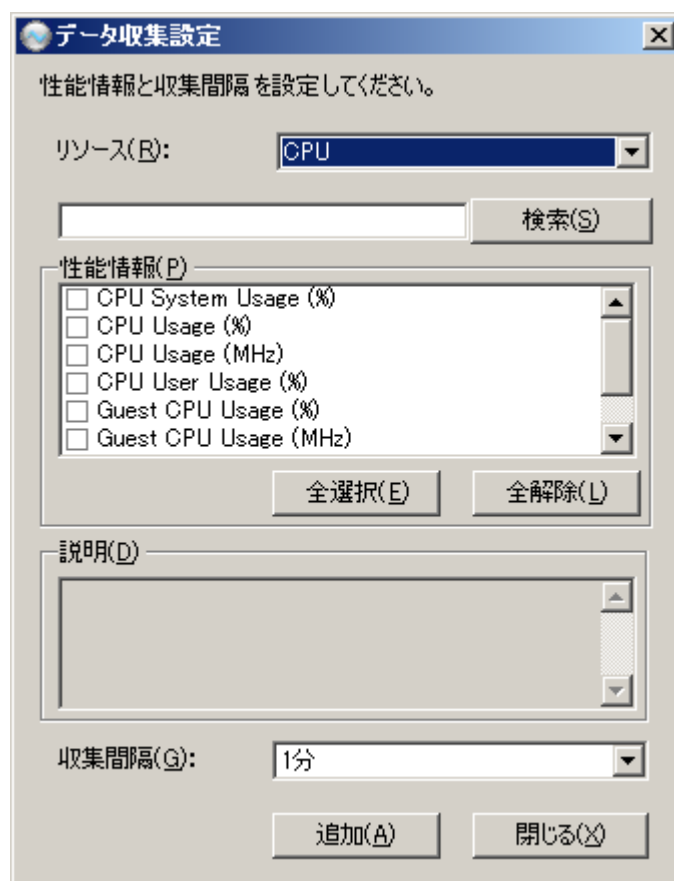 データ収集設定
性能情報と収集間隔を設定してください。
リソース(R): CPU
検索(S)
性能情報(P)
CPU System Usage (%)
CPU Usage (%)
CPU Usage (MHz)
CPU User Usage (%)
Guest CPU Usage (%)
Guest CPU Usage (MHz)
全選択(E) 全解除(L)
説明(D)
収集間隔(G): 1分
追加(A) 閉じる(X)